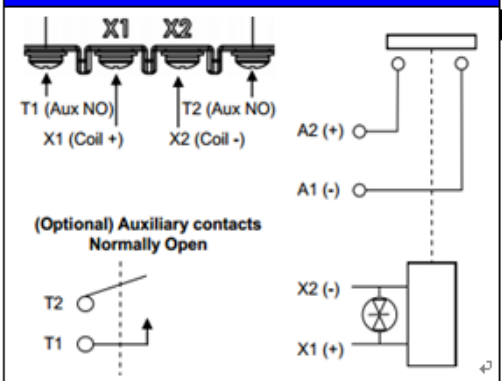 X1 X2
T1 (Aux NO) T2 (Aux NO)
X1 (Coil +) X2 (Coil -)
(Optional) Auxiliary contacts
Normally Open
T2
T1
A2 (+)
A1 (-)
X2 (-)
X1 (+)